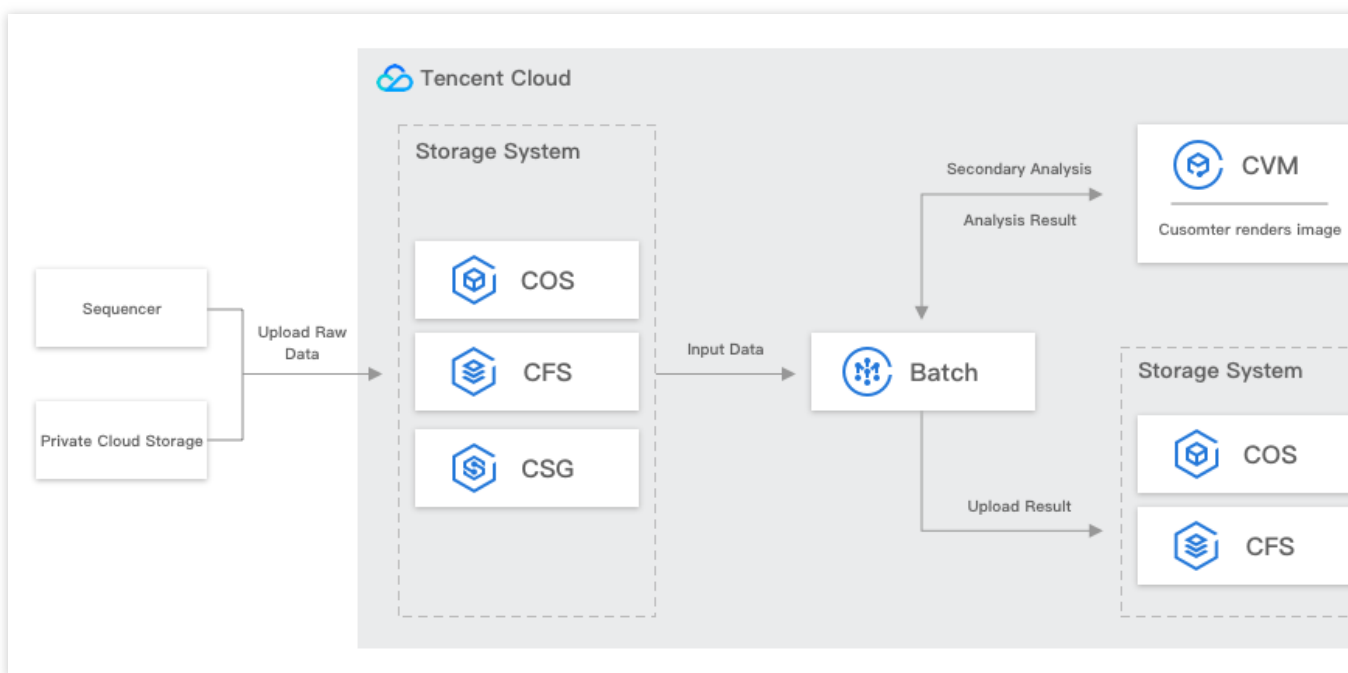 Tencent Cloud
Storage System
COS
CFS
CSG
Sequencer
Private Cloud Storage
Upload Raw
Data
Input Data
Batch
Secondary Analysis
Analysis Result
CVM
Cusomter renders image
Upload Result
Storage System
COS
CFS